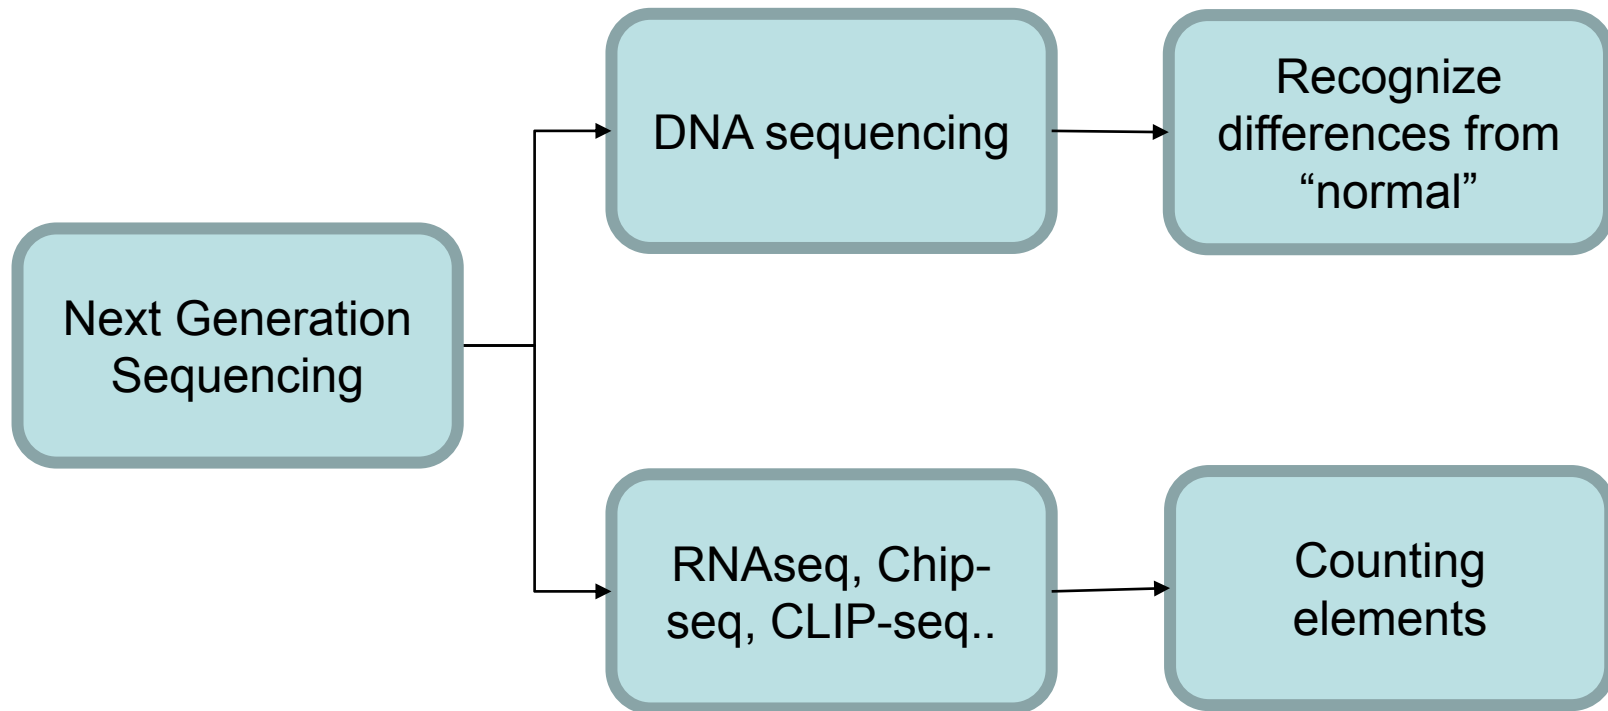 Next Generation
Sequencing
DNA sequencing
Recognize
differences from
“normal”
RNAseq, Chip-
seq, CLIP-seq..
Counting
elements